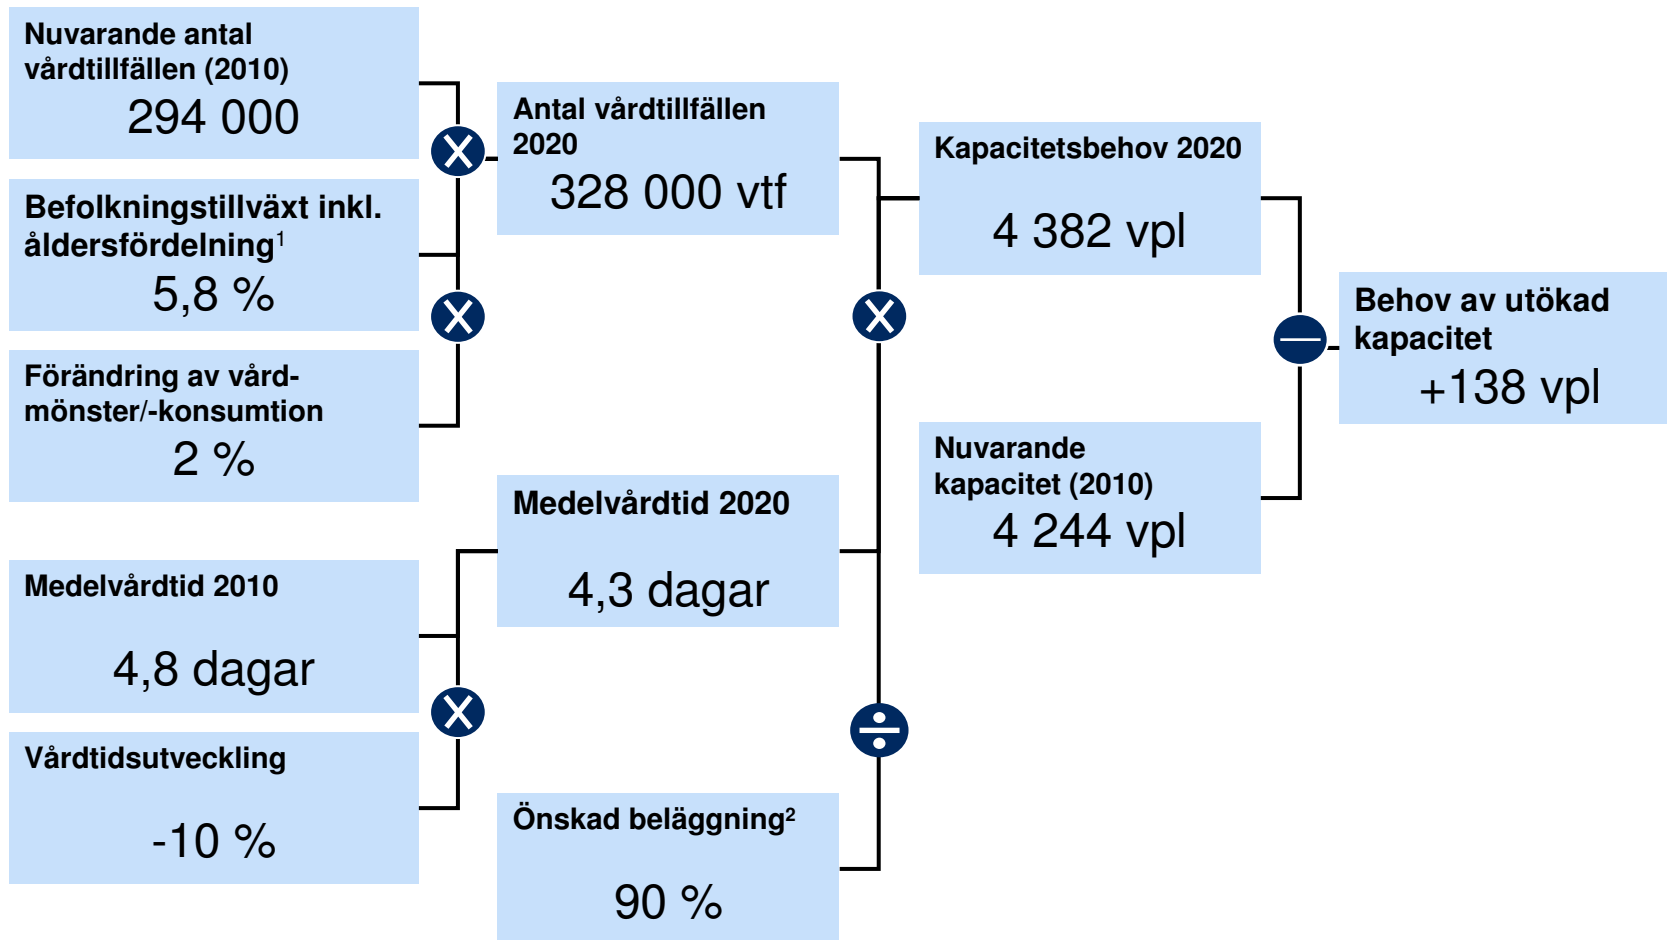 Nuvarande antal
vårdtillfällen (2010)
294 000
Befolkningstillväxt inkl.
åldersfördelning¹
5,8 %
Förändring av vård-
mönster/-konsumtion
2 %
Medelvårdtid 2010
4,8 dagar
Vårdtidsutveckling
-10 %
Antal vårdtillfällen
2020
328 000 vtf
Medelvårdtid 2020
4,3 dagar
Önskad beläggning²
90 %
Kapacitetsbehov 2020
4 382 vpl
Nuvarande
kapacitet (2010)
4 244 vpl
Behov av utökad
kapacitet
+138 vpl